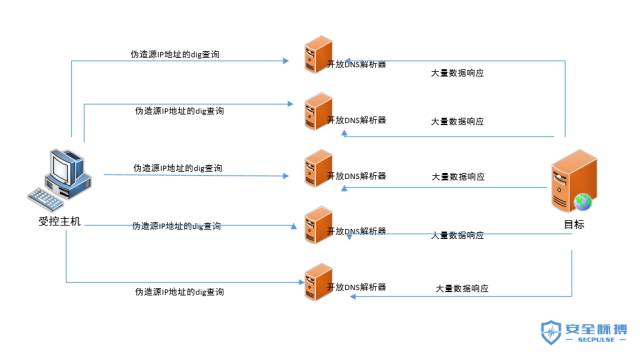 伪造源IP地址的dig查询
开放DNS解析器
大量数据响应
伪造源IP地址的dig查询
开放DNS解析器
大量数据响应
伪造源IP地址的dig查询
开放DNS解析器
大量数据响应
受控主机
目标
伪造源IP地址的dig查询
开放DNS解析器
大量数据响应
伪造源IP地址的dig查询
开放DNS解析器
大量数据响应
安全脉搏
SECPULSE